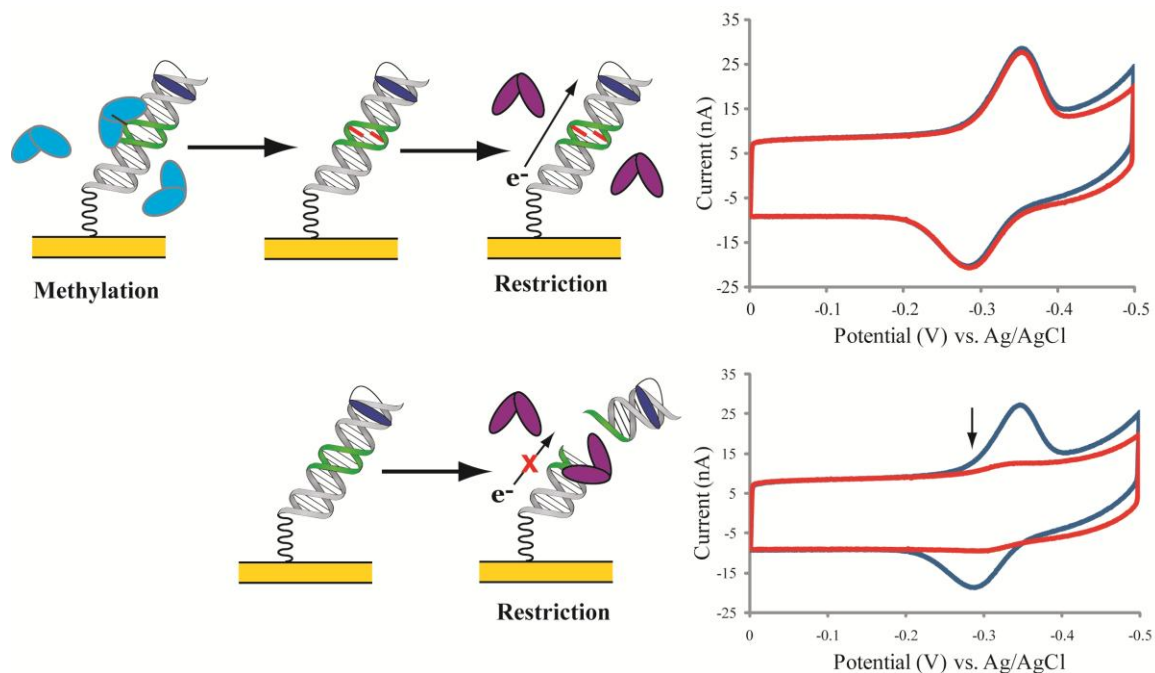 Methylation
e-
Restriction
35
25
15
5
-5
-15
-25
Current (nA)
0
-0.1
-0.2
-0.3
-0.4
-0.5
Potential (V) vs. Ag/AgCl
e-
X
Restriction
35
25
15
5
-5
-15
-25
Current (nA)
0
-0.1
-0.2
-0.3
-0.4
-0.5
Potential (V) vs. Ag/AgCl